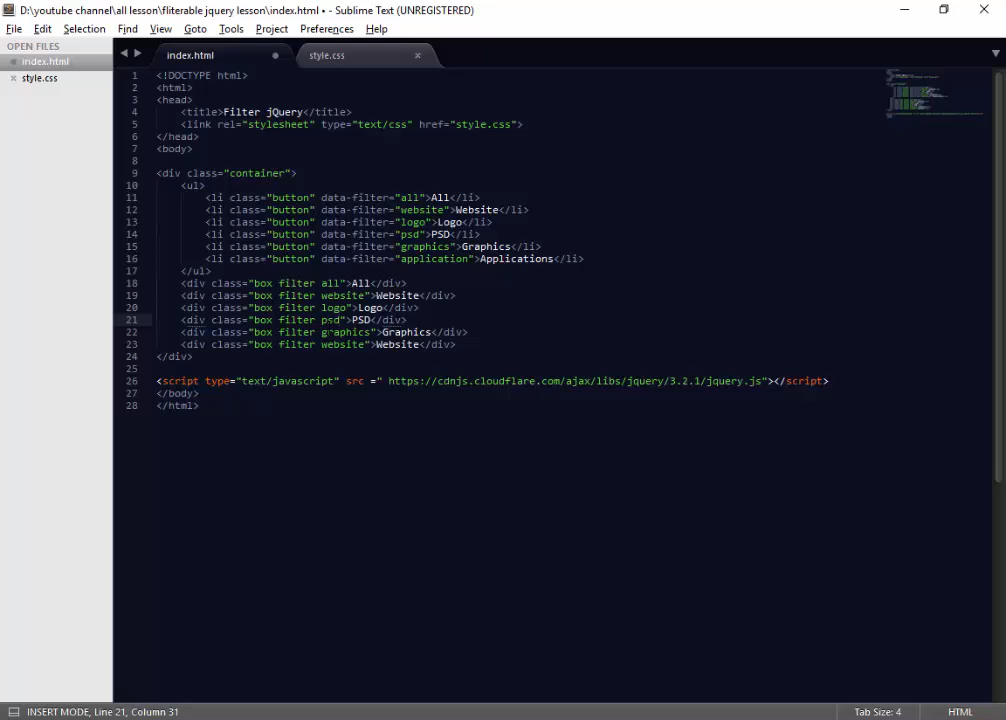 D:\youtube channel\all lesson\fliterable jquery lesson\index.html • - Sublime Text (UNREGISTERED)
File Edit Selection Find View Goto Tools Project Preferences Help
OPEN FILES
index.html
style.css
index.html
style.css
1 <!DOCTYPE html>
2 <html>
3 <head>
4 <title>Filter jQuery</title>
5 <link rel="stylesheet" type="text/css" href="style.css">
6 </head>
7 <body>
8
9 <div class="container">
10 <ul>
11 <li class="button" data-filter="all">All</li>
12 <li class="button" data-filter="website">Website</li>
13 <li class="button" data-filter="logo">Logo</li>
14 <li class="button" data-filter="psd">PSD</li>
15 <li class="button" data-filter="graphics">Graphics</li>
16 <li class="button" data-filter="application">Applications</li>
17 </ul>
18 <div class="box filter all">All</div>
19 <div class="box filter website">Website</div>
20 <div class="box filter logo">Logo</div>
21 <div class="box filter psd">PSD</div>
22 <div class="box filter graphics">Graphics</div>
23 <div class="box filter website">Website</div>
24 </div>
25
26 <script type="text/javascript" src =" https://cdnjs.cloudflare.com/ajax/libs/jquery/3.2.1/jquery.js"></script>
27 </body>
28 </html>
INSERT MODE, Line 21, Column 31
Tab Size: 4
HTML